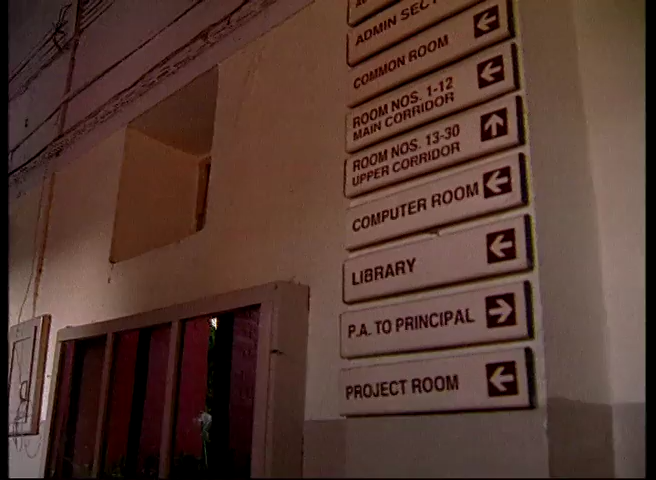 ADMIN SECT
COMMON ROOM
ROOM NOS. 1-12
MAIN CORRIDOR
ROOM NOS. 13-30
UPPER CORRIDOR
COMPUTER ROOM
LIBRARY
P.A. TO PRINCIPAL
PROJECT ROOM